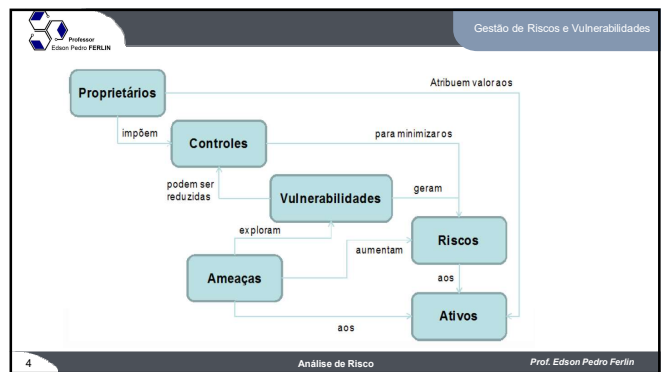 Professor
Edson Pedro FERLIN
Gestão de Riscos e Vulnerabilidades
Proprietários
Atribuem valor aos
impõem
Controles
para minimizar os
podem ser
reduzidas
Vulnerabilidades
geram
exploram
Riscos
aumentam
Ameaças
aos
Ativos
aos
4
Análise de Risco
Prof. Edson Pedro Ferlin